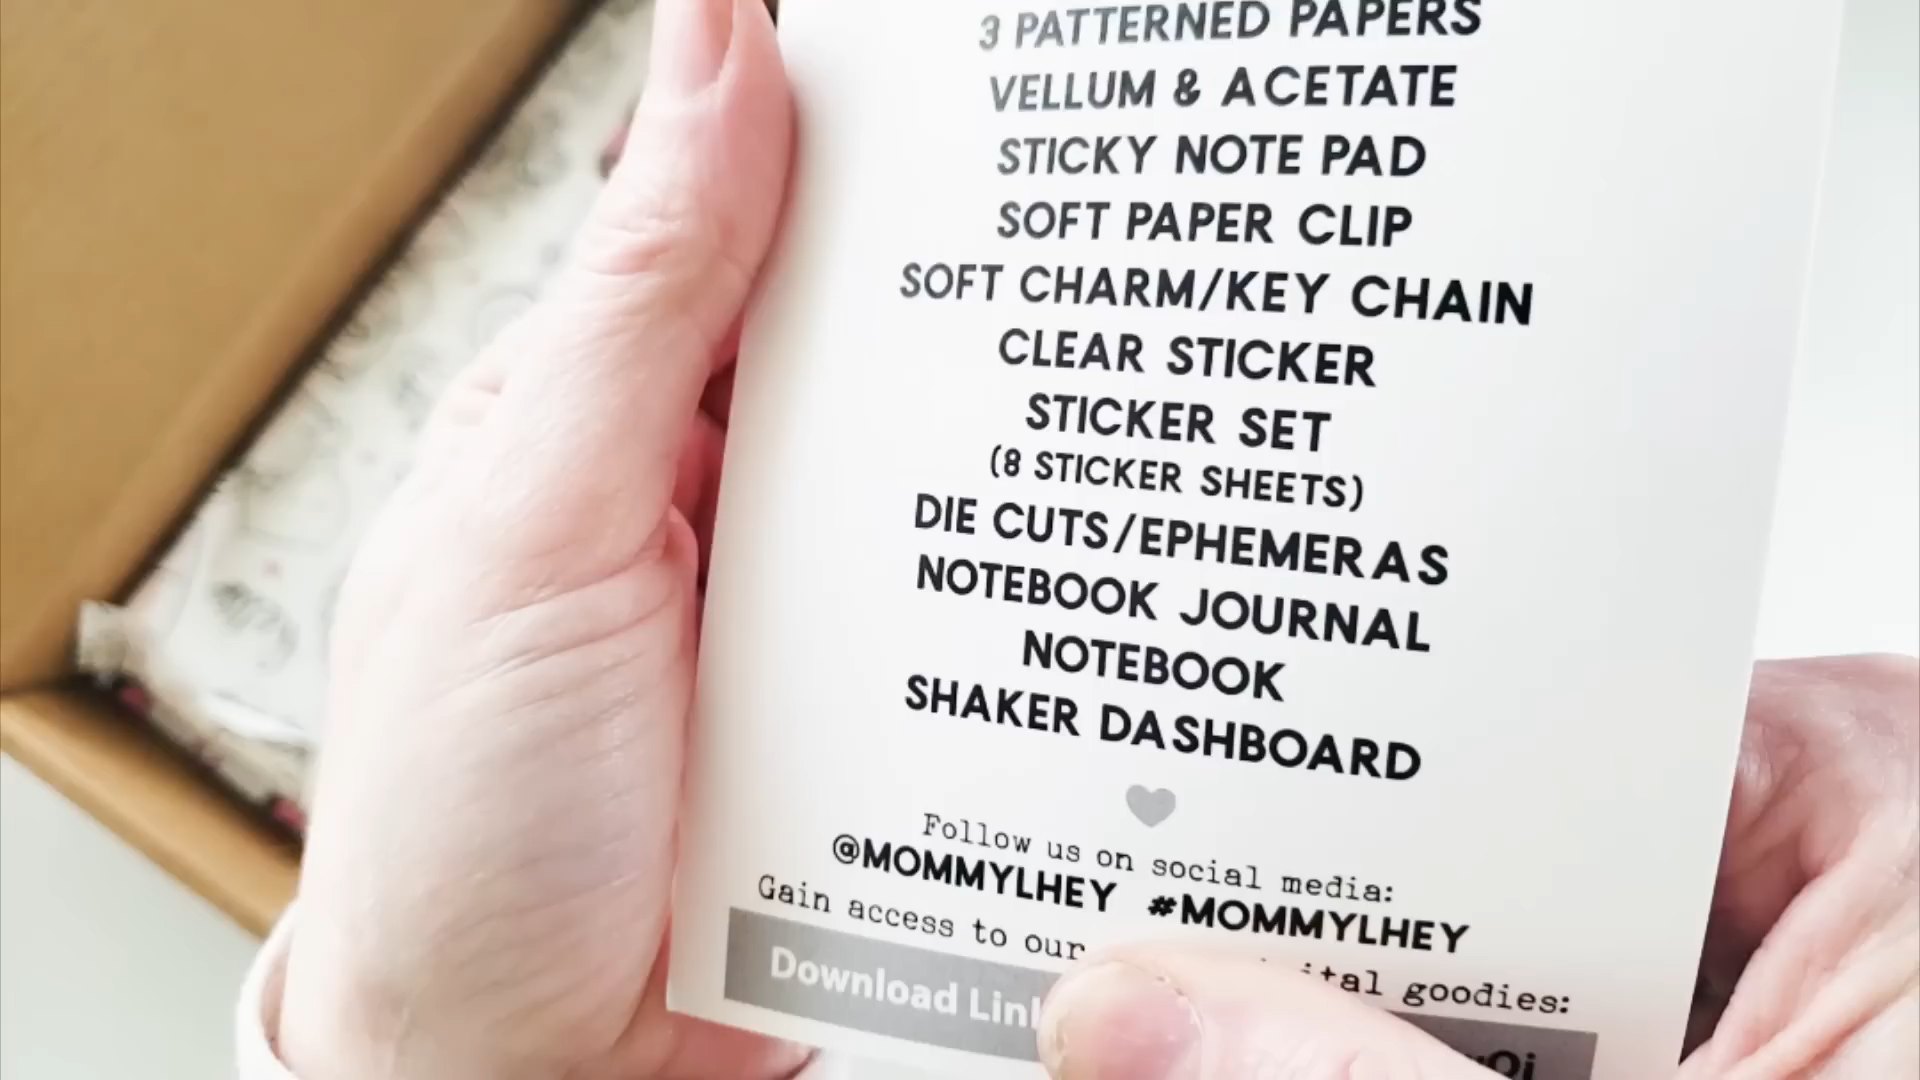 3 PATTERNED PAPERS
VELLUM & ACETATE
STICKY NOTE PAD
SOFT PAPER CLIP
SOFT CHARM/KEY CHAIN
CLEAR STICKER
STICKER SET
(8 STICKER SHEETS)
DIE CUTS/EPHEMERAS
NOTEBOOK JOURNAL
NOTEBOOK
SHAKER DASHBOARD
Follow us on social media:
@MOMMYLHEY #MOMMYLHEY
Gain access to our goodies:
Download